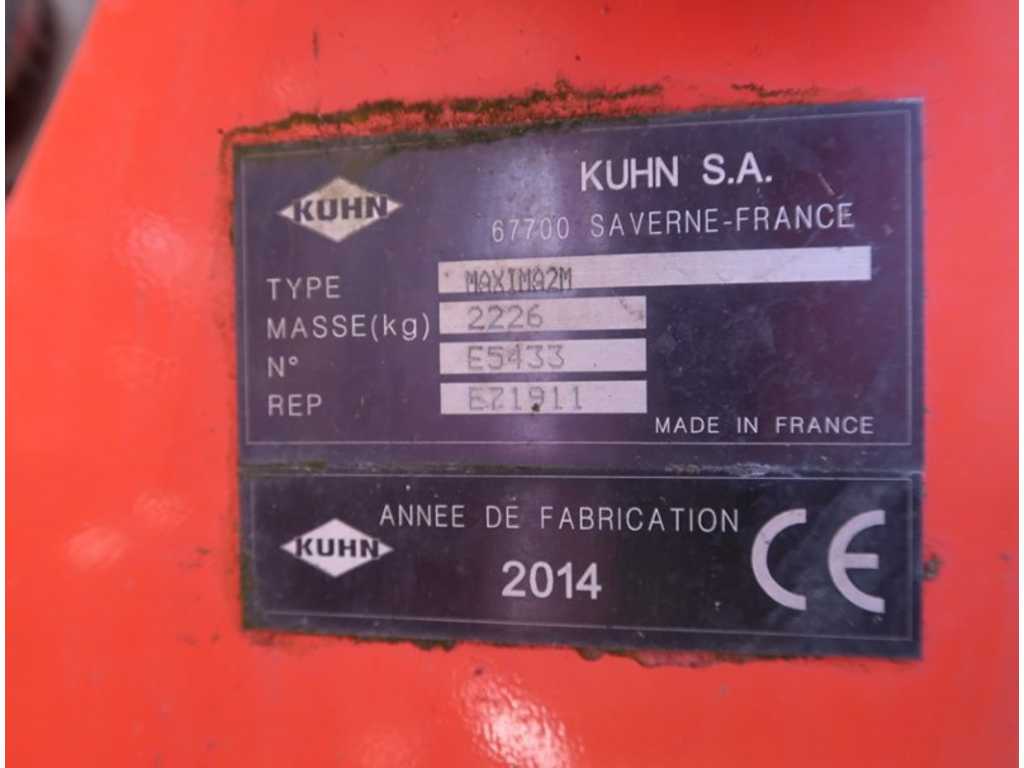 KUHN
KUHN S.A.
67700 SAVERNE-FRANCE
TYPE MAXIMA2M
MASSE(kg) 2226
N° E5433
REP EZ1911
MADE IN FRANCE
KUHN
ANNEE DE FABRICATION
2014
CE